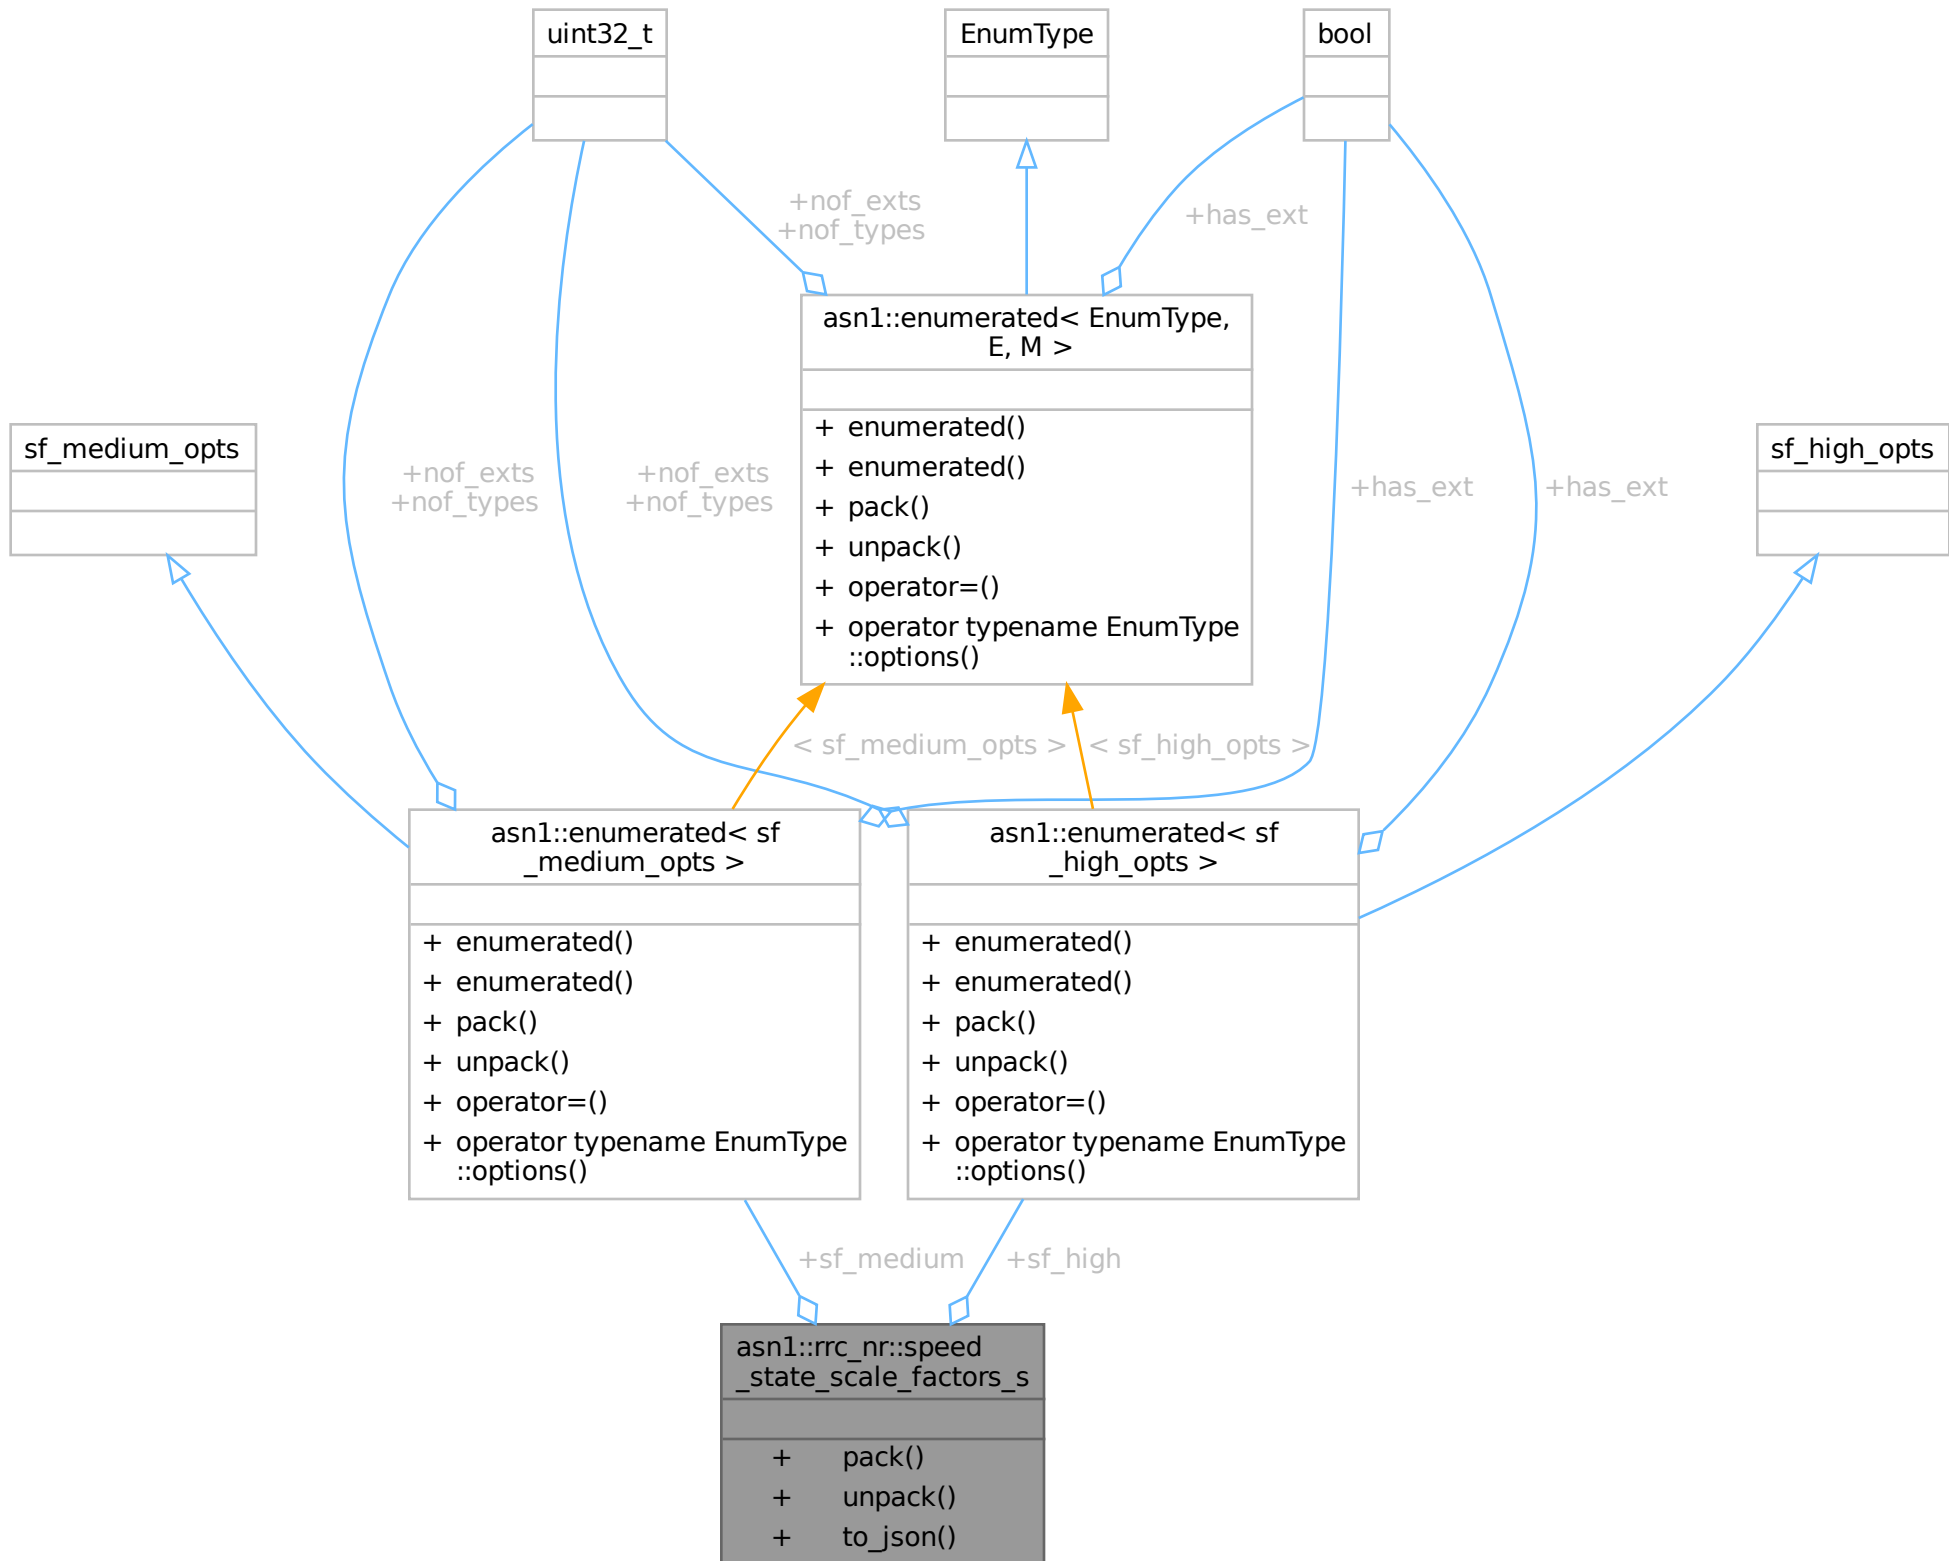 uint32_t
EnumType
bool
+nof_exts
+nof_types
+has_ext
asn1::enumerated< EnumType,
E, M >
+ enumerated()
+ enumerated()
+ pack()
+ unpack()
+ operator=()
+ operator typename EnumType
::options()
sf_medium_opts
+nof_exts
+nof_types
+nof_exts
+nof_types
+has_ext
+has_ext
sf_high_opts
< sf_medium_opts >
< sf_high_opts >
asn1::enumerated< sf
_medium_opts >
+ enumerated()
+ enumerated()
+ pack()
+ unpack()
+ operator=()
+ operator typename EnumType
::options()
asn1::enumerated< sf
_high_opts >
+ enumerated()
+ enumerated()
+ pack()
+ unpack()
+ operator=()
+ operator typename EnumType
::options()
+sf_medium
+sf_high
asn1::rrc_nr::speed
_state_scale_factors_s
+ pack()
+ unpack()
+ to_json()